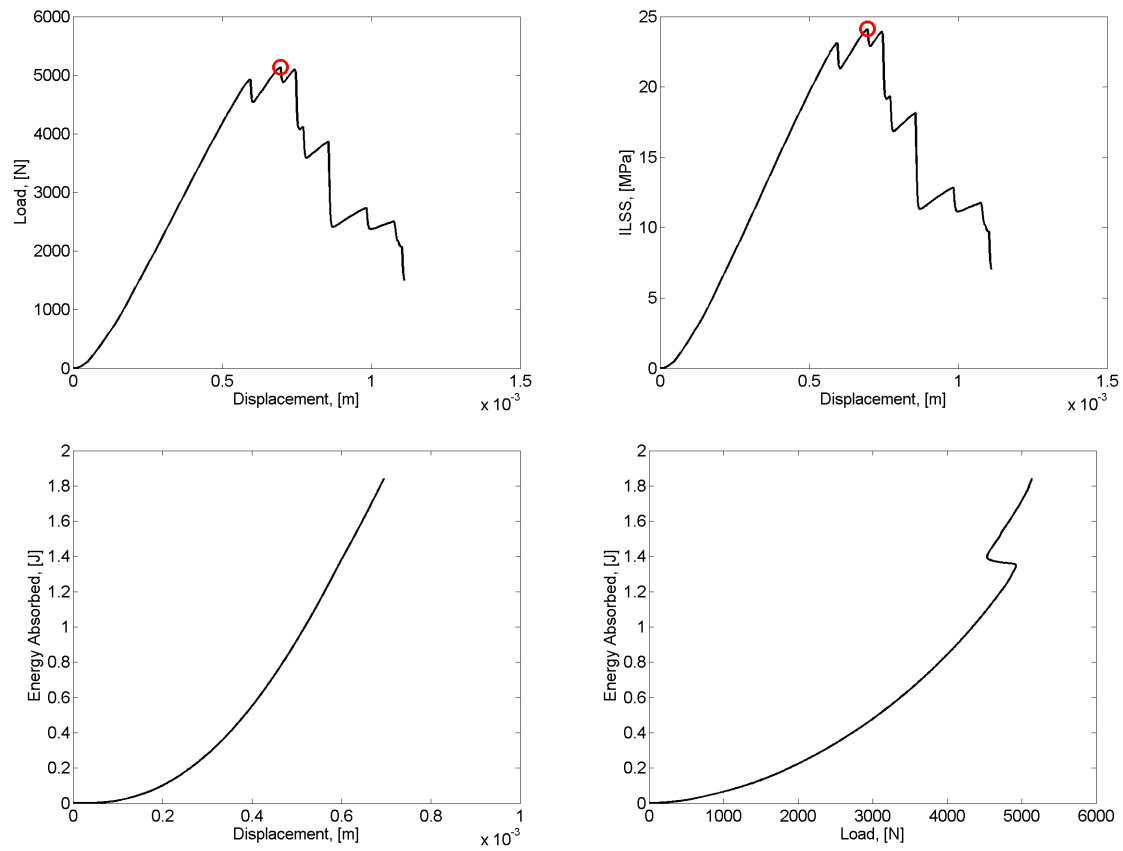 6000
5000
4000
3000
2000
1000
0
Load, [N]
0 0.5 1 1.5
Displacement, [m]
x 10-3
25
20
15
10
5
0
ILSS, [MPa]
0 0.5 1 1.5
Displacement, [m]
x 10-3
2
1.8
1.6
1.4
1.2
1
0.8
0.6
0.4
0.2
0
Energy Absorbed, [J]
0 0.2 0.4 0.6 0.8 1
Displacement, [m]
x 10-3
2
1.8
1.6
1.4
1.2
1
0.8
0.6
0.4
0.2
0
Energy Absorbed, [J]
0 1000 2000 3000 4000 5000 6000
Load, [N]